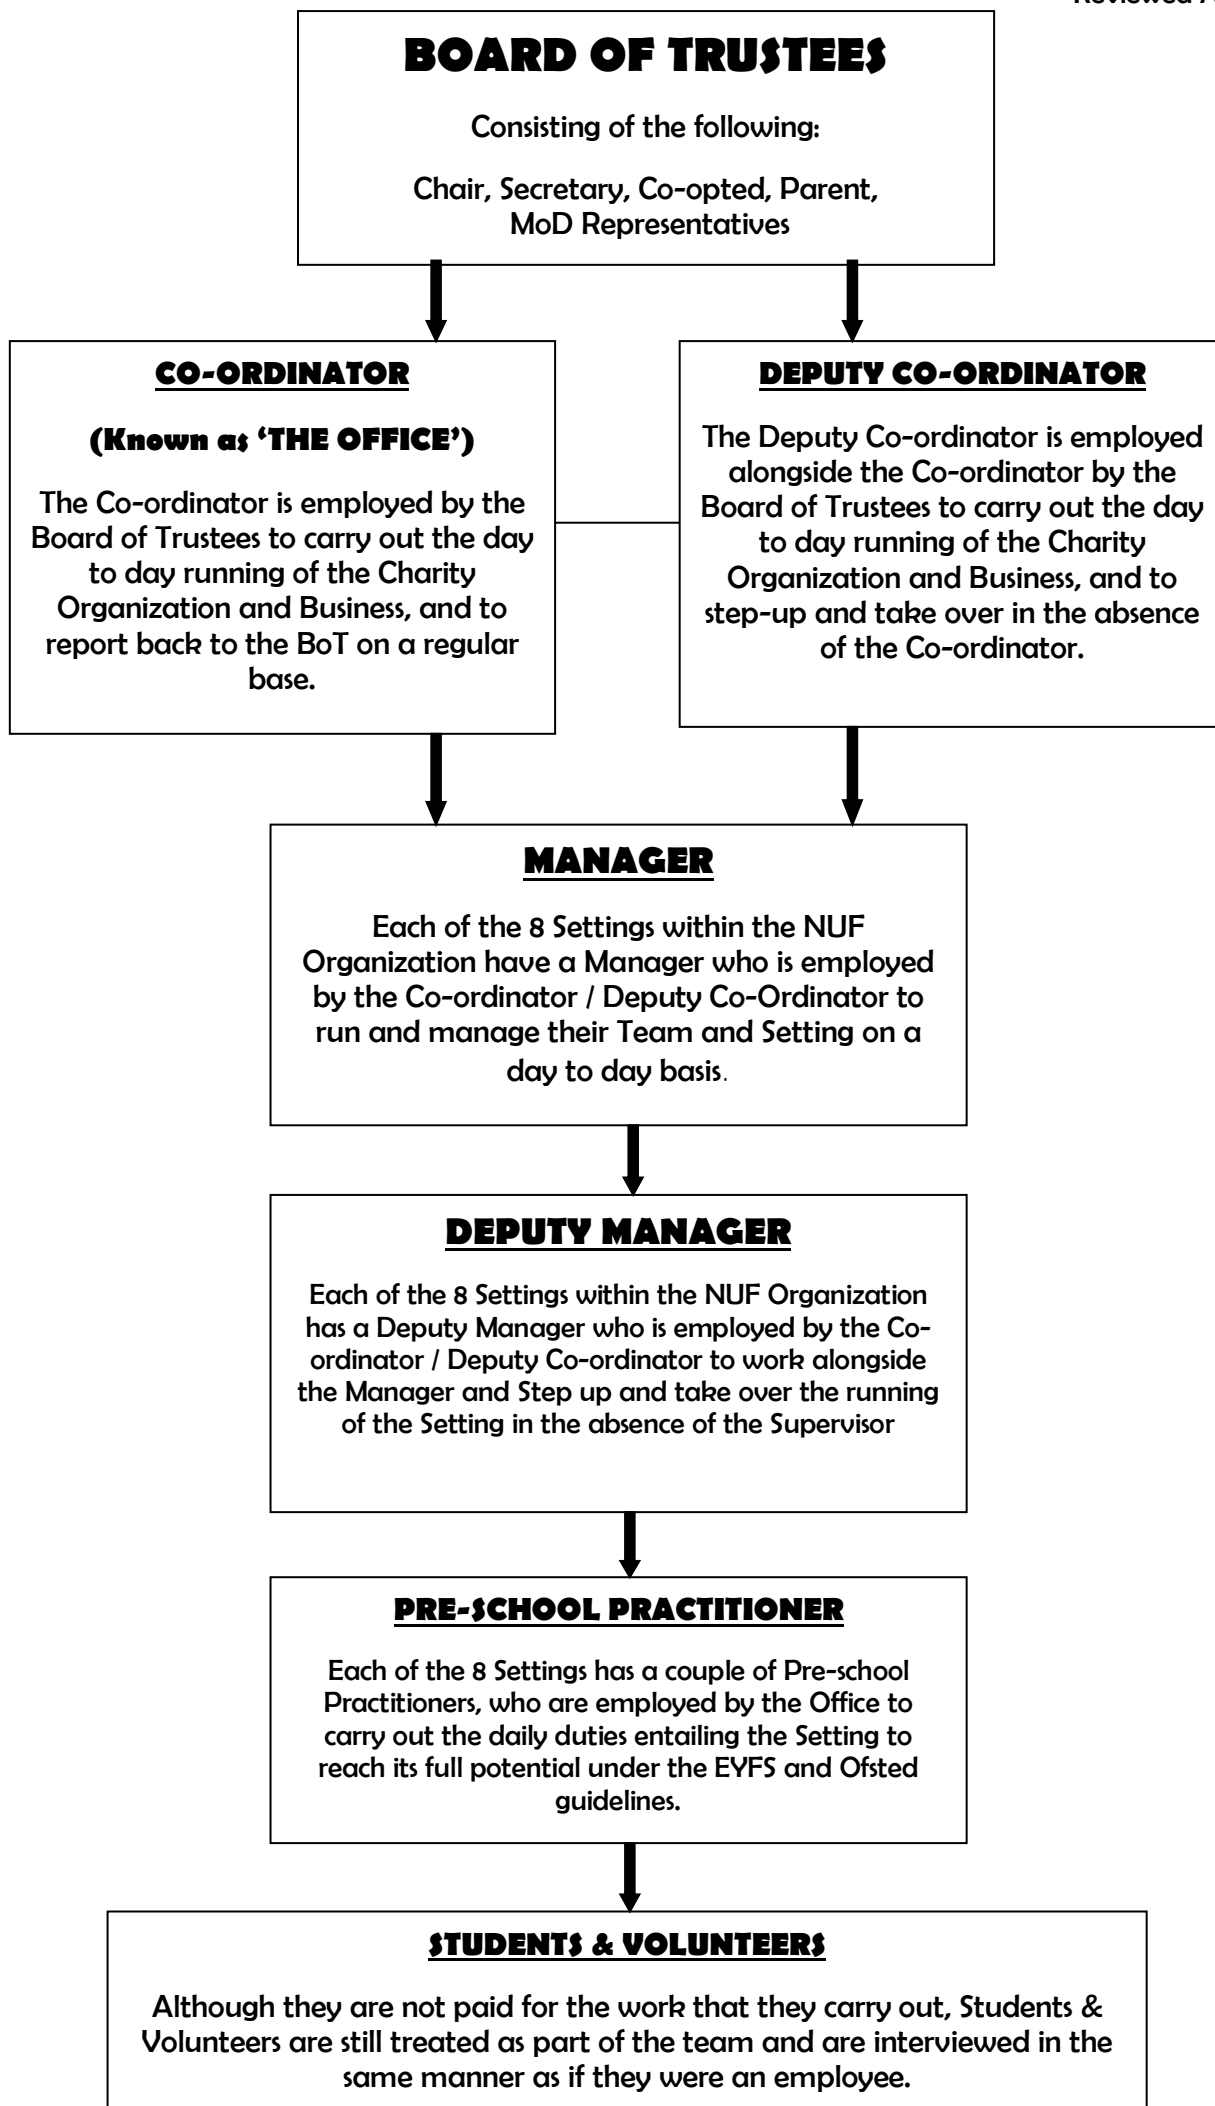 Reviewed
BOARD OF TRUSTEES
Consisting of the following:
Chair, Secretary, Co-opted, Parent,
MoD Representatives
CO-ORDINATOR
(Known as ‘THE OFFICE’)
The Co-ordinator is employed by the
Board of Trustees to carry out the day
to day running of the Charity
Organization and Business, and to
report back to the BoT on a regular
base.
DEPUTY CO-ORDINATOR
The Deputy Co-ordinator is employed
alongside the Co-ordinator by the
Board of Trustees to carry out the day
to day running of the Charity
Organization and Business, and to
step-up and take over in the absence
of the Co-ordinator.
MANAGER
Each of the 8 Settings within the NUF
Organization have a Manager who is employed
by the Co-ordinator / Deputy Co-Ordinator to
run and manage their Team and Setting on a
day to day basis.
DEPUTY MANAGER
Each of the 8 Settings within the NUF Organization
has a Deputy Manager who is employed by the Co-
ordinator / Deputy Co-ordinator to work alongside
the Manager and Step up and take over the running
of the Setting in the absence of the Supervisor
PRE-SCHOOL PRACTITIONER
Each of the 8 Settings has a couple of Pre-school
Practitioners, who are employed by the Office to
carry out the daily duties entailing the Setting to
reach its full potential under the EYFS and Ofsted
guidelines.
STUDENTS & VOLUNTEERS
Although they are not paid for the work that they carry out, Students &
Volunteers are still treated as part of the team and are interviewed in the
same manner as if they were an employee.